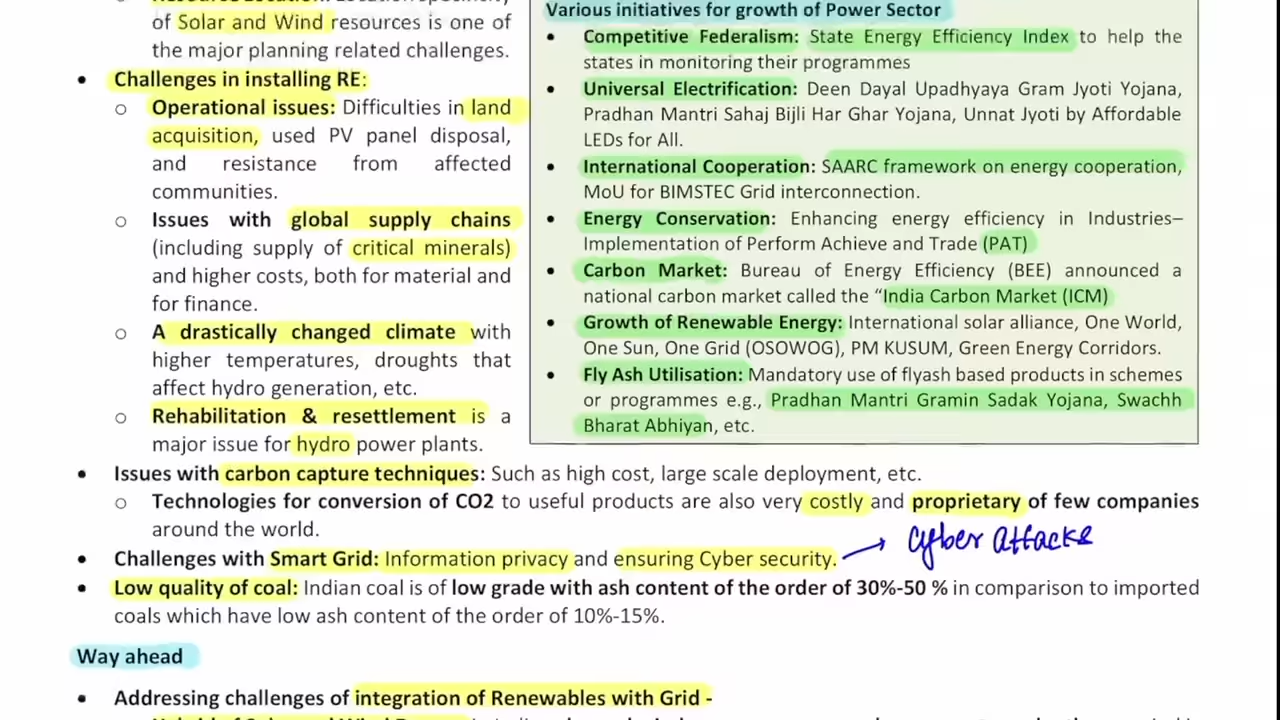 of Solar and Wind resources is one of
the major planning related challenges.
• Challenges in installing RE:
o Operational issues: Difficulties in land
acquisition, used PV panel disposal,
and resistance from affected
communities.
o Issues with global supply chains
(including supply of critical minerals)
and higher costs, both for material and
for finance.
o A drastically changed climate with
higher temperatures, droughts that
affect hydro generation, etc.
o Rehabilitation & resettlement is a
major issue for hydro power plants.
Various initiatives for growth of Power Sector
• Competitive Federalism: State Energy Efficiency Index to help the
states in monitoring their programmes
• Universal Electrification: Deen Dayal Upadhyaya Gram Jyoti Yojana,
Pradhan Mantri Sahaj Bijli Har Ghar Yojana, Unnat Jyoti by Affordable
LEDs for All.
• International Cooperation: SAARC framework on energy cooperation,
MoU for BIMSTEC Grid interconnection.
• Energy Conservation: Enhancing energy efficiency in Industries–
Implementation of Perform Achieve and Trade (PAT)
• Carbon Market: Bureau of Energy Efficiency (BEE) announced a
national carbon market called the “India Carbon Market (ICM)
• Growth of Renewable Energy: International solar alliance, One World,
One Sun, One Grid (OSOWOG), PM KUSUM, Green Energy Corridors.
• Fly Ash Utilisation: Mandatory use of flyash based products in schemes
or programmes e.g., Pradhan Mantri Gramin Sadak Yojana, Swachh
Bharat Abhiyan, etc.
• Issues with carbon capture techniques: Such as high cost, large scale deployment, etc.
o Technologies for conversion of CO2 to useful products are also very costly and proprietary of few companies
around the world.
• Challenges with Smart Grid: Information privacy and ensuring Cyber security. → Cyber attacks
• Low quality of coal: Indian coal is of low grade with ash content of the order of 30%-50 % in comparison to imported
coals which have low ash content of the order of 10%-15%.
Way ahead
• Addressing challenges of integration of Renewables with Grid -